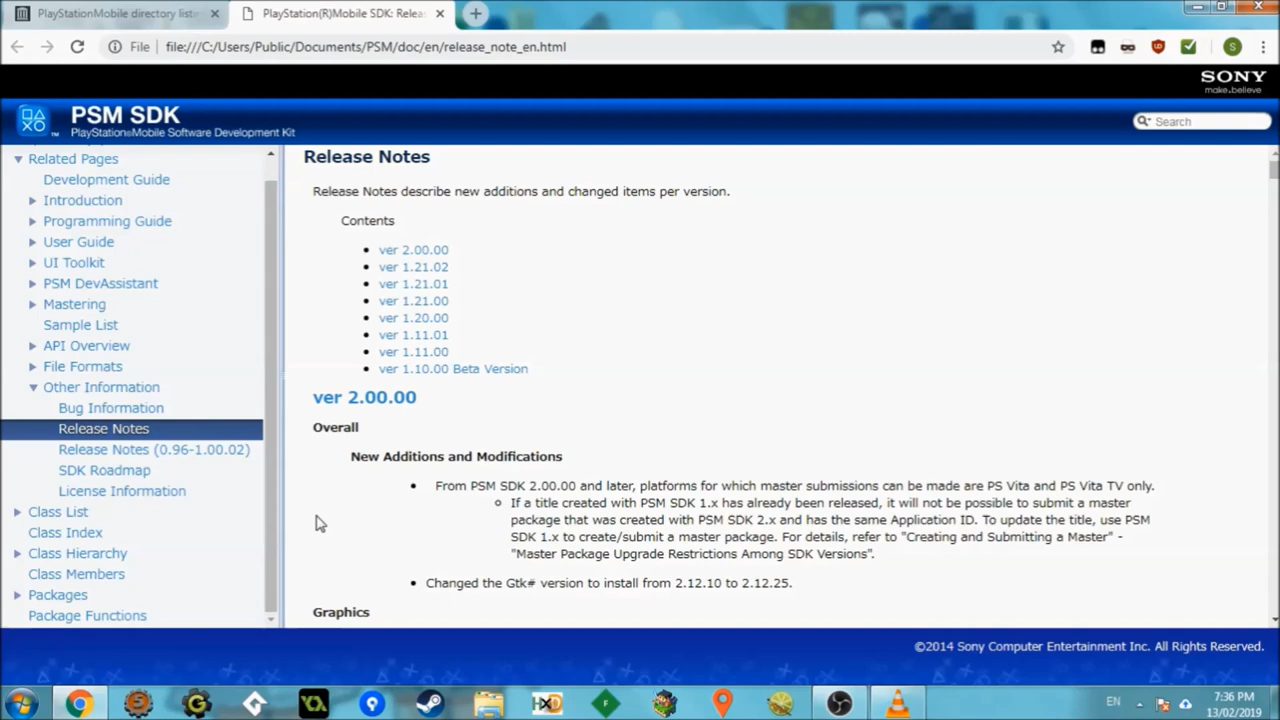 PlayStationMobile directory listi
PlayStation(R)Mobile SDK: Relea
File
file:///C:/Users/Public/Documents/PSM/doc/en/release_note_en.html
S
SONY
make.believe
PSM SDK
PlayStation®Mobile Software Development Kit
Search
Related Pages
Development Guide
Introduction
Programming Guide
User Guide
UI Toolkit
PSM DevAssistant
Mastering
Sample List
API Overview
File Formats
Other Information
Bug Information
Release Notes
Release Notes (0.96-1.00.02)
SDK Roadmap
License Information
Class List
Class Index
Class Hierarchy
Class Members
Packages
Package Functions
Release Notes
Release Notes describe new additions and changed items per version.
Contents
ver 2.00.00
ver 1.21.02
ver 1.21.01
ver 1.21.00
ver 1.20.00
ver 1.11.01
ver 1.11.00
ver 1.10.00 Beta Version
ver 2.00.00
Overall
New Additions and Modifications
From PSM SDK 2.00.00 and later, platforms for which master submissions can be made are PS Vita and PS Vita TV only.
If a title created with PSM SDK 1.x has already been released, it will not be possible to submit a master
package that was created with PSM SDK 2.x and has the same Application ID. To update the title, use PSM
SDK 1.x to create/submit a master package. For details, refer to "Creating and Submitting a Master" -
"Master Package Upgrade Restrictions Among SDK Versions".
Changed the Gtk# version to install from 2.12.10 to 2.12.25.
Graphics
©2014 Sony Computer Entertainment Inc. All Rights Reserved.
EN
7:36 PM
13/02/2019